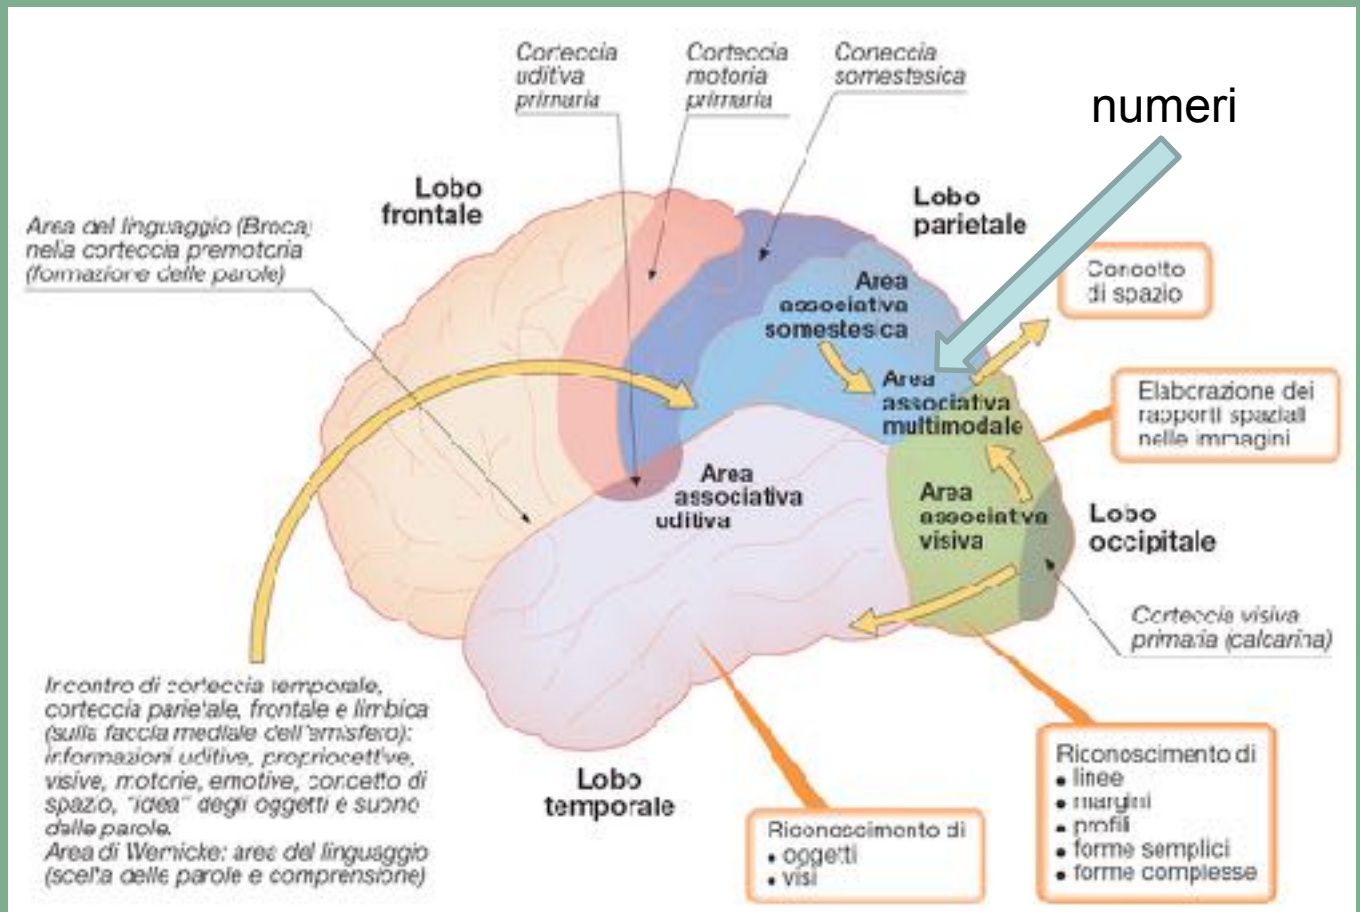 Corteccia
uditiva
primaria
Corteccia
motoria
primaria
Corteccia
somestesica
numeri
Lobo
frontale
Lobo
parietale
Area del linguaggio (Broca)
nella corteccia premotoria
(formazione delle parole)
Concetto
di spazio
Area
associativa
somestesica
Area
associativa
multimodale
Elaborazione dei
rapporti spaziali
nelle immagini
Area
associativa
uditiva
Area
associativa
visiva
Lobo
occipitale
Corteccia visiva
primaria (calcarina)
Incontro di corteccia temporale,
corteccia parietale, frontale e limbica
(sulla faccia mediale dell'emisfero):
informazioni uditive, propriocettive,
visive, motorie, emotive, concetto di
spazio, "idea" degli oggetti e suono
delle parole.
Area di Wernicke: area del linguaggio
(scelta delle parole e comprensione)
Lobo
temporale
Riconoscimento di
• oggetti
• visi
Riconoscimento di
• linee
• margini
• profili
• forme semplici
• forme complesse